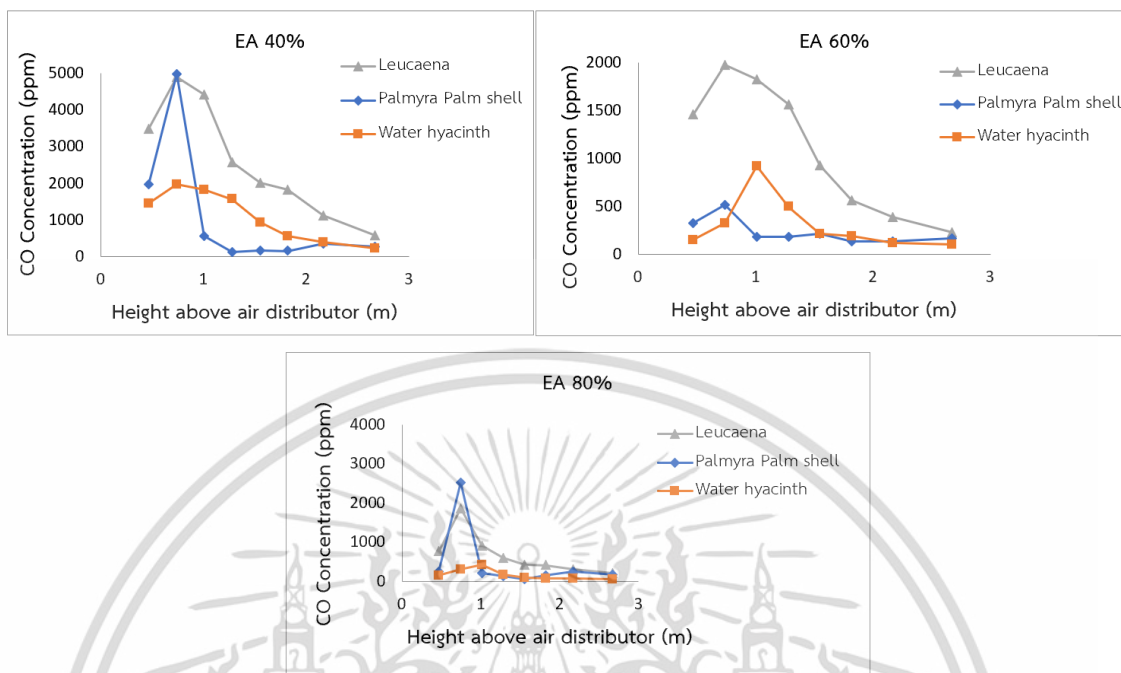 EA 40%
5000
4000
3000
2000
1000
0
0 1 2 3
CO Concentration (ppm)
Height above air distributor (m)
Leucaena
Palmyra Palm shell
Water hyacinth
EA 60%
2000
1500
1000
500
0
0 1 2 3
CO Concentration (ppm)
Height above air distributor (m)
Leucaena
Palmyra Palm shell
Water hyacinth
EA 80%
4000
3000
2000
1000
0
0 1 2 3
CO Concentration (ppm)
Height above air distributor (m)
Leucaena
Palmyra Palm shell
Water hyacinth